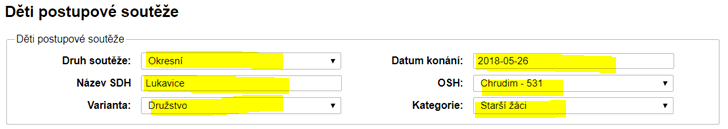 Děti postupové soutěže
Děti postupové soutěže
Druh soutěže: Okresní Datum konání: 2018-05-26
Název SDH Lukavice OSH: Chrudim - 531
Varianta: Družstvo Kategorie: Starší žáci